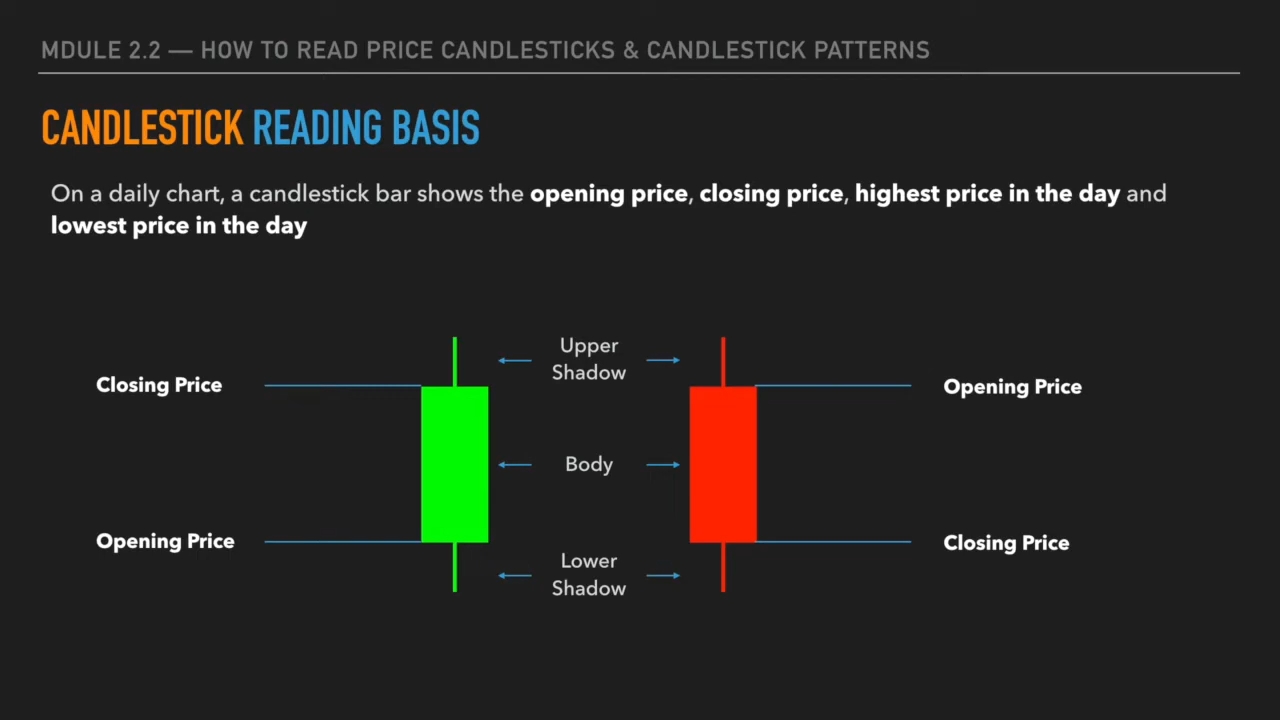 MDULE 2.2 — HOW TO READ PRICE CANDLESTICKS & CANDLESTICK PATTERNS
CANDLESTICK READING BASIS
On a daily chart, a candlestick bar shows the opening price, closing price, highest price in the day and
lowest price in the day
Upper
Shadow
Closing Price
Opening Price
Body
Opening Price
Closing Price
Lower
Shadow